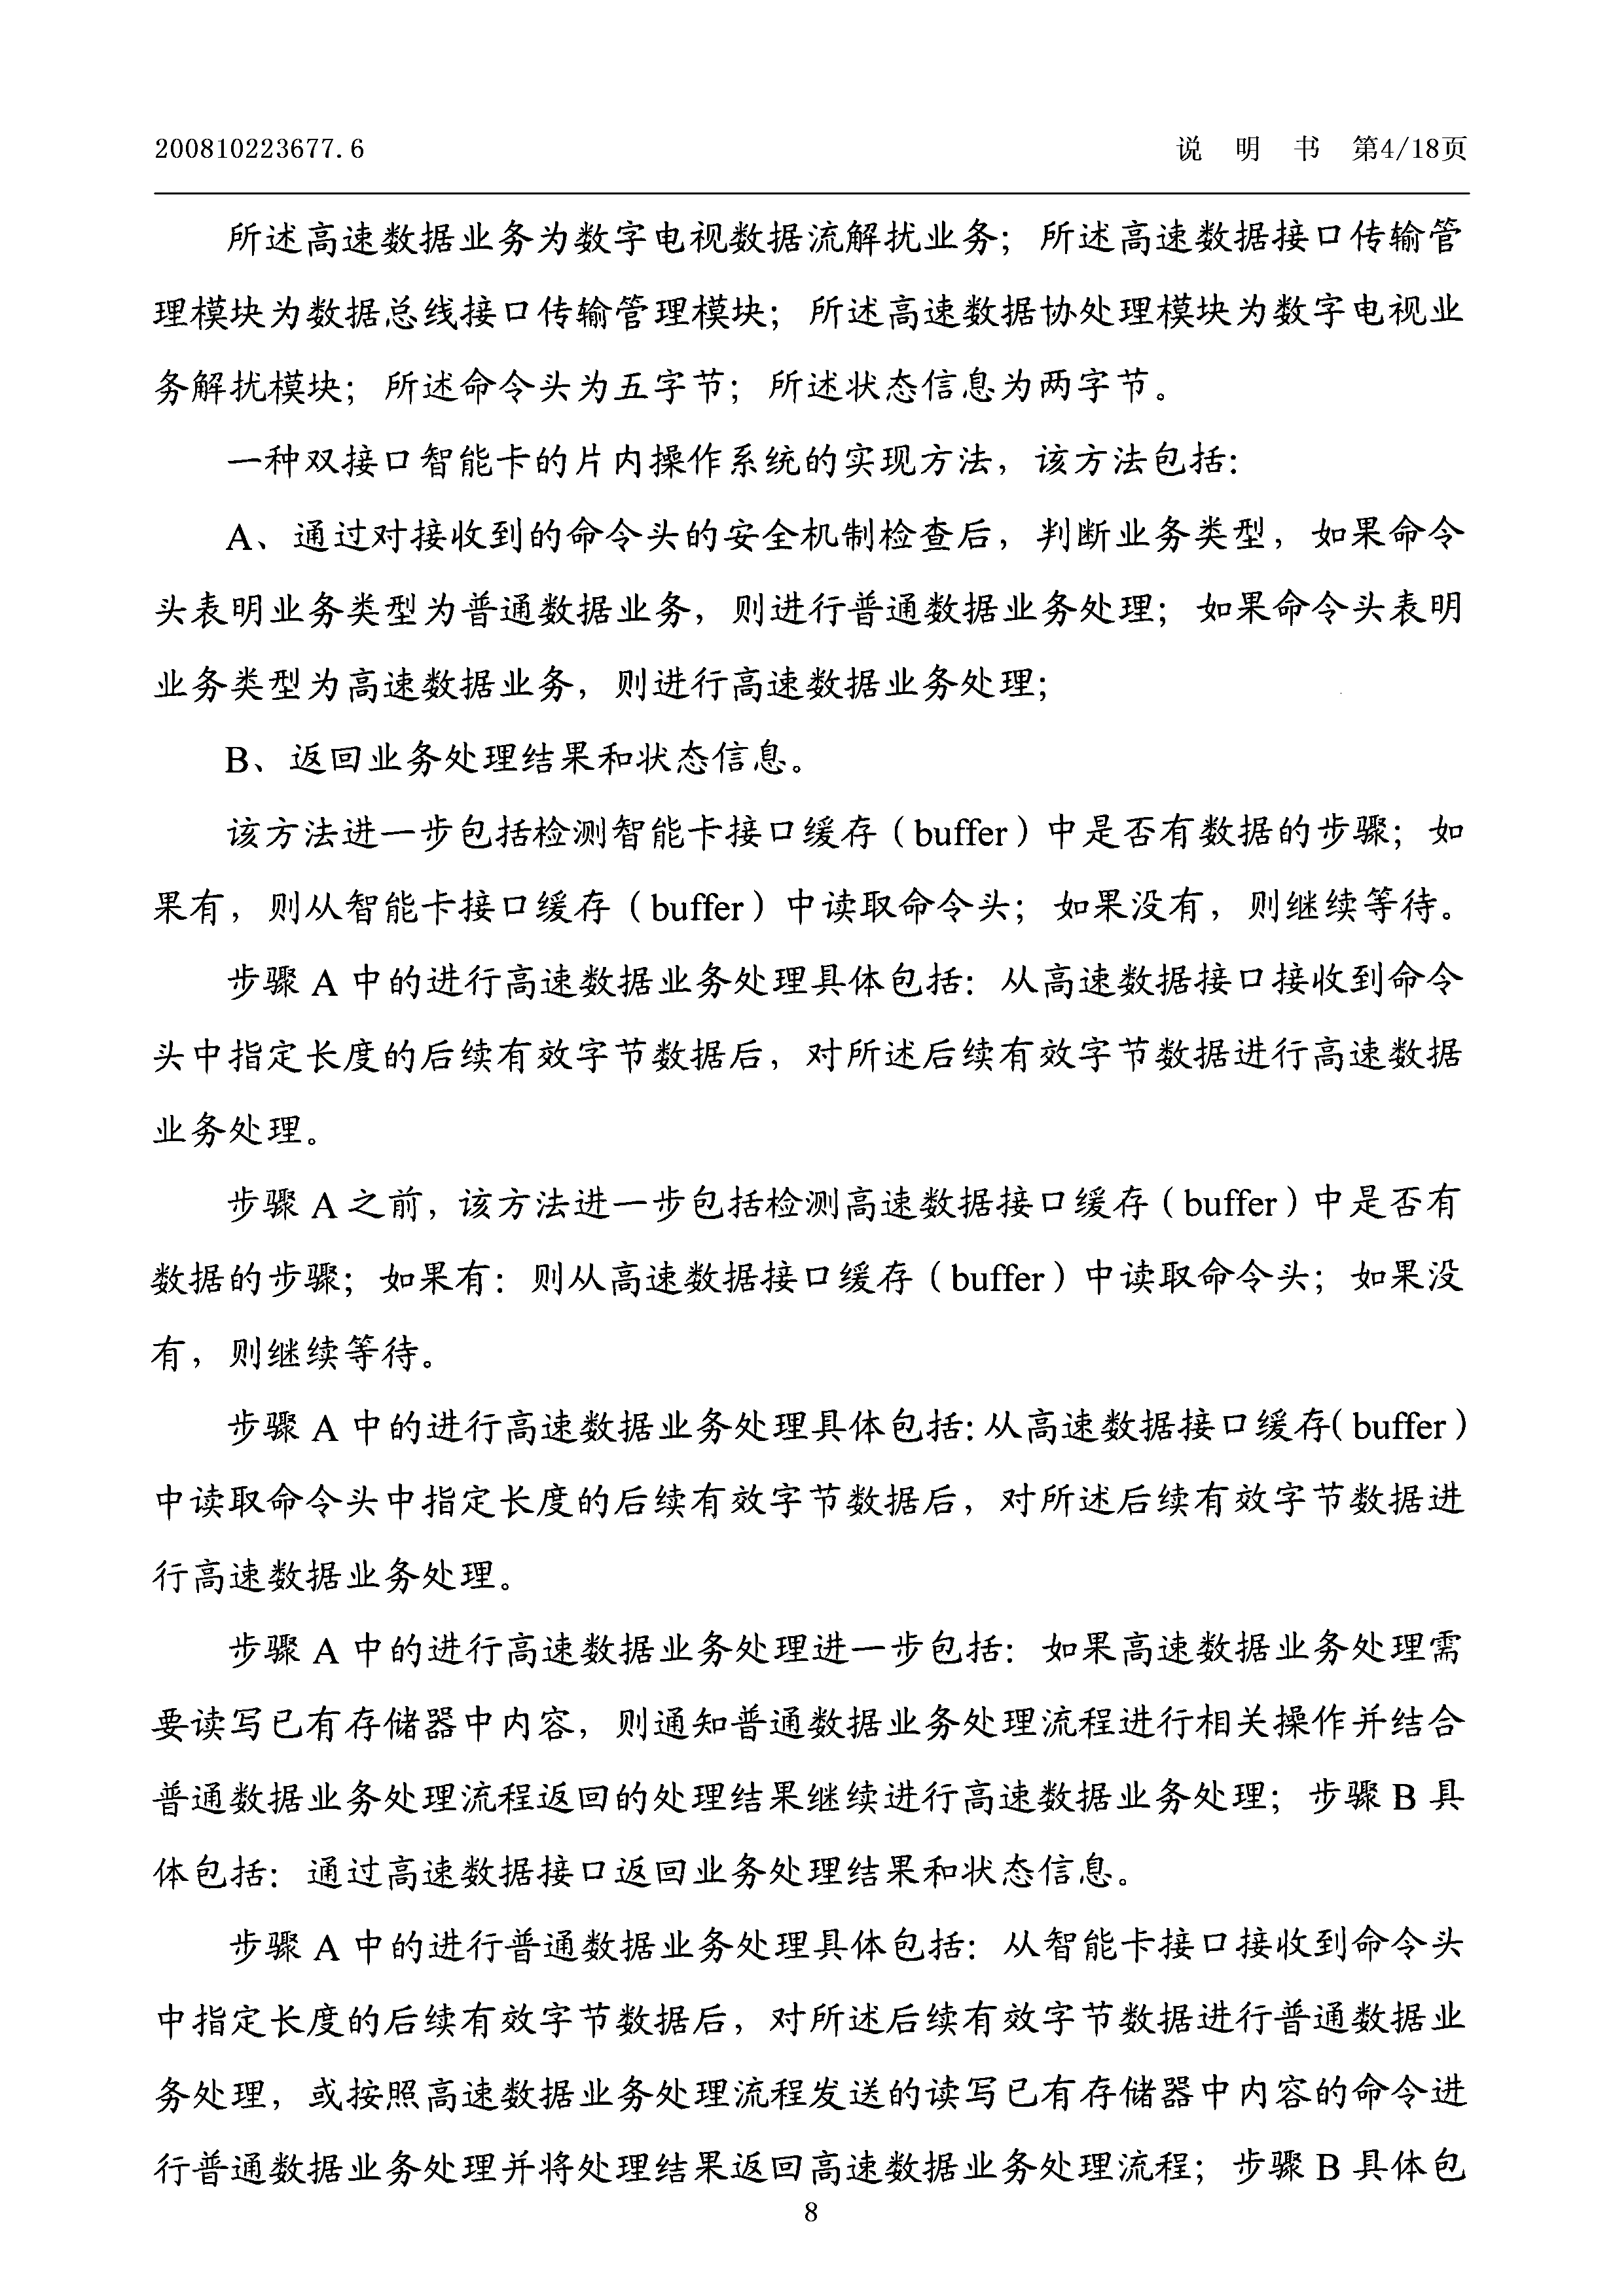 200810223677.6 说 明 书 第4/18页
所述高速数据业务为数字电视数据流解扰业务；所述高速数据接口传输管
理模块为数据总线接口传输管理模块；所述高速数据协处理模块为数字电视业
务解扰模块；所述命令头为五字节；所述状态信息为两字节。
一种双接口智能卡的片内操作系统的实现方法，该方法包括：
A、通过对接收到的命令头的安全机制检查后，判断业务类型，如果命令
头表明业务类型为普通数据业务，则进行普通数据业务处理；如果命令头表明
业务类型为高速数据业务，则进行高速数据业务处理；
B、返回业务处理结果和状态信息。
该方法进一步包括检测智能卡接口缓存（buffer）中是否有数据的步骤；如
果有，则从智能卡接口缓存（buffer）中读取命令头；如果没有，则继续等待。
步骤 A 中的进行高速数据业务处理具体包括：从高速数据接口接收到命令
头中指定长度的后续有效字节数据后，对所述后续有效字节数据进行高速数据
业务处理。
步骤 A 之前，该方法进一步包括检测高速数据接口缓存（buffer）中是否有
数据的步骤；如果有：则从高速数据接口缓存（buffer）中读取命令头；如果没
有，则继续等待。
步骤 A 中的进行高速数据业务处理具体包括：从高速数据接口缓存（buffer）
中读取命令头中指定长度的后续有效字节数据后，对所述后续有效字节数据进
行高速数据业务处理。
步骤 A 中的进行高速数据业务处理进一步包括：如果高速数据业务处理需
要读写已有存储器中内容，则通知普通数据业务处理流程进行相关操作并结合
普通数据业务处理流程返回的处理结果继续进行高速数据业务处理；步骤 B 具
体包括：通过高速数据接口返回业务处理结果和状态信息。
步骤 A 中的进行普通数据业务处理具体包括：从智能卡接口接收到命令头
中指定长度的后续有效字节数据后，对所述后续有效字节数据进行普通数据业
务处理，或按照高速数据业务处理流程发送的读写已有存储器中内容的命令进
行普通数据业务处理并将处理结果返回高速数据业务处理流程；步骤 B 具体包
8